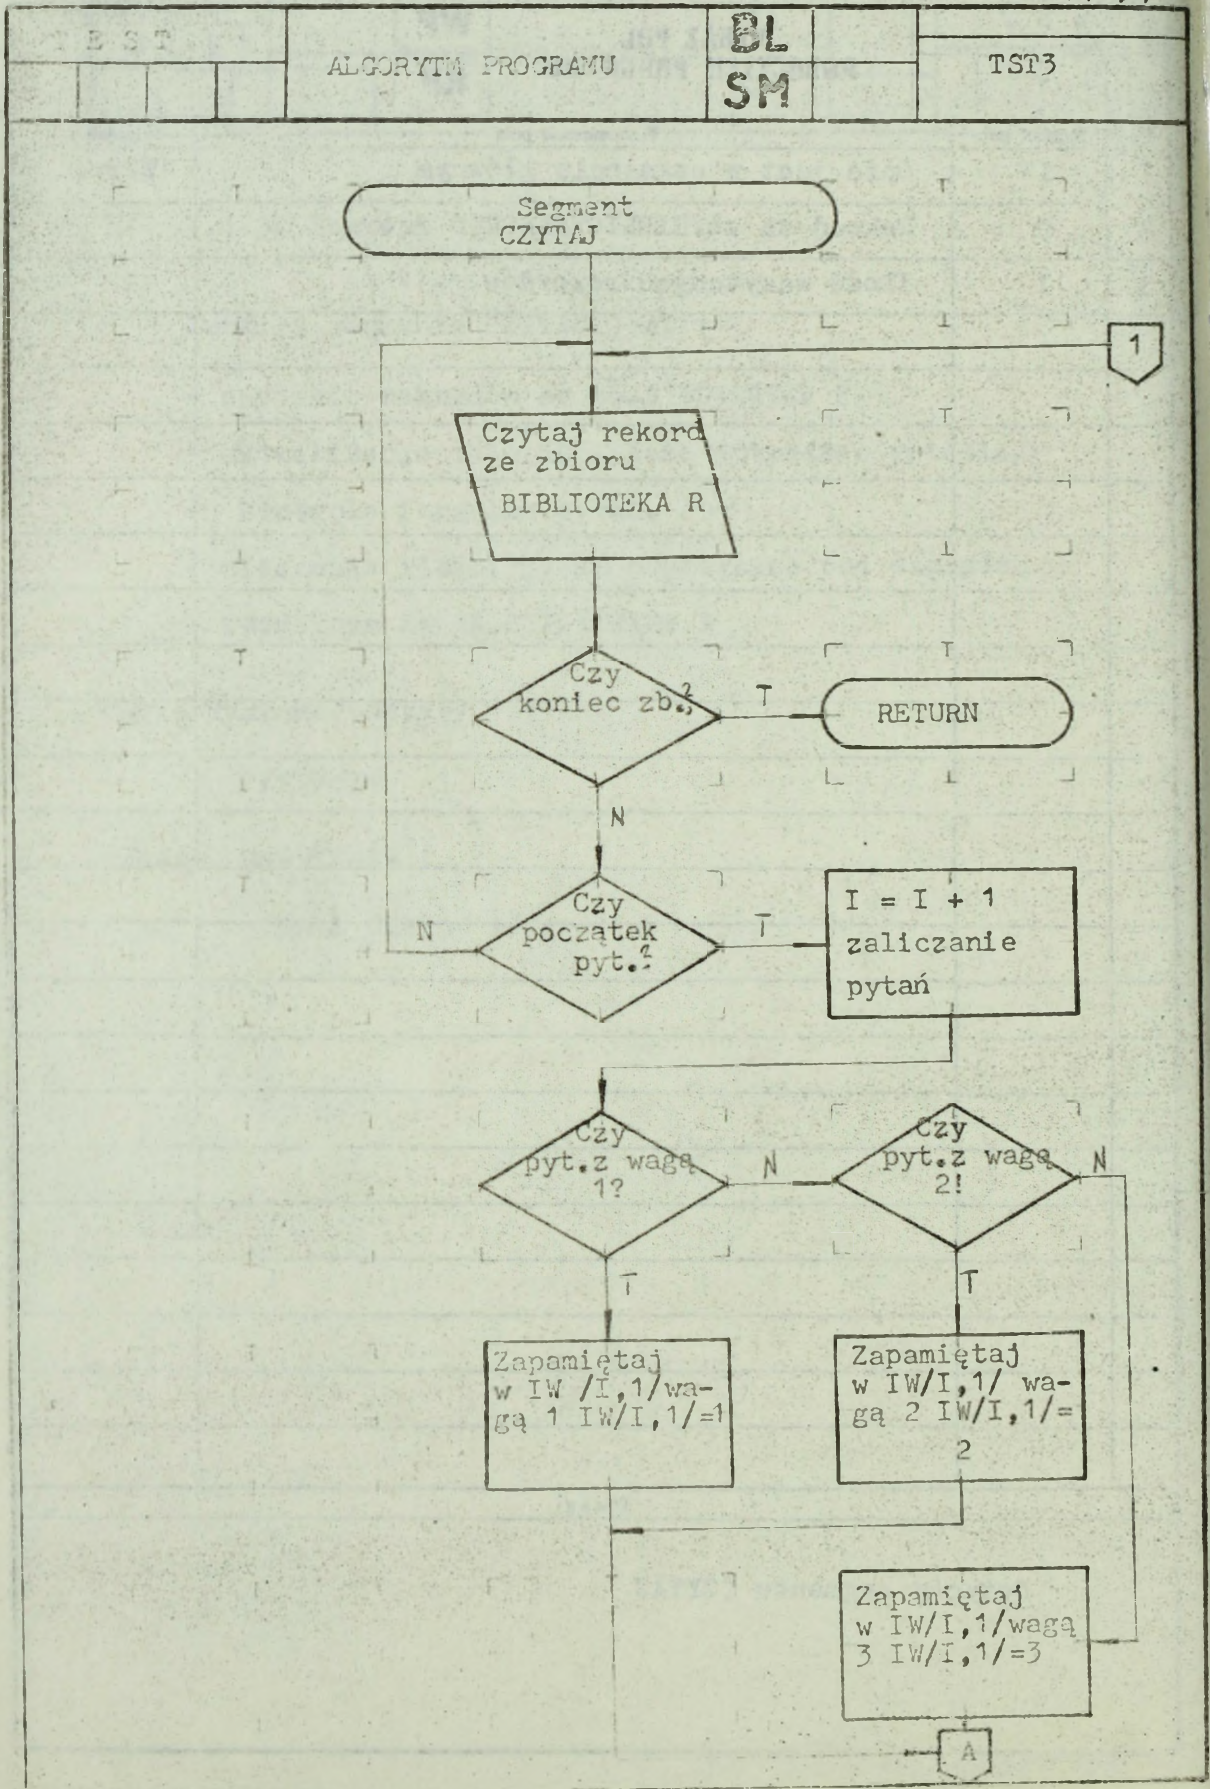 TEST
ALGORYTM PROGRAMU
BL
SM
TST3
Segment
CZYTAJ
1
Czytaj rekord
ze zbioru
BIBLIOTEKA R
Czy
koniec zb.?
T
RETURN
N
Czy
początek
pyt.?
N
T
I = I + 1
zaliczanie
pytań
Czy
pyt.z wagą
1?
N
Czy
pyt.z wagą
2!
N
T
T
Zapamiętaj
w IW /I,1/wa-
gą 1 IW/I,1/=1
Zapamiętaj
w IW/I,1/ wa-
gą 2 IW/I,1/=
2
Zapamiętaj
w IW/I,1/wagą
3 IW/I,1/=3
A